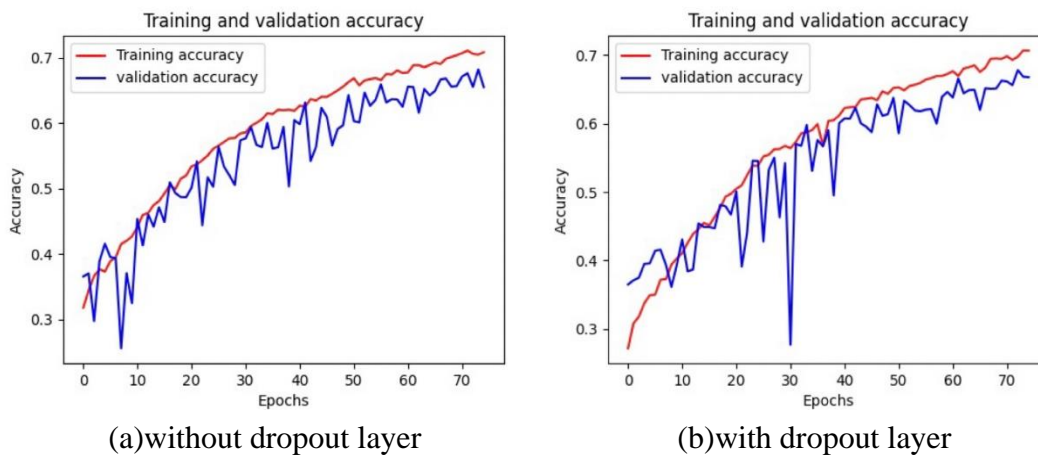 Training and validation accuracy
Training accuracy
validation accuracy
Accuracy
0.7
0.6
0.5
0.4
0.3
0 10 20 30 40 50 60 70
Epochs
(a)without dropout layer
Training and validation accuracy
Training accuracy
validation accuracy
Accuracy
0.7
0.6
0.5
0.4
0.3
0 10 20 30 40 50 60 70
Epochs
(b)with dropout layer